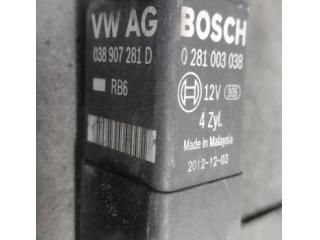 VW AG
038 907 281 D
RB6
BOSCH
0 281 003 038
12V 905
4 Zyl.
Made in Malaysia
2012-12-03